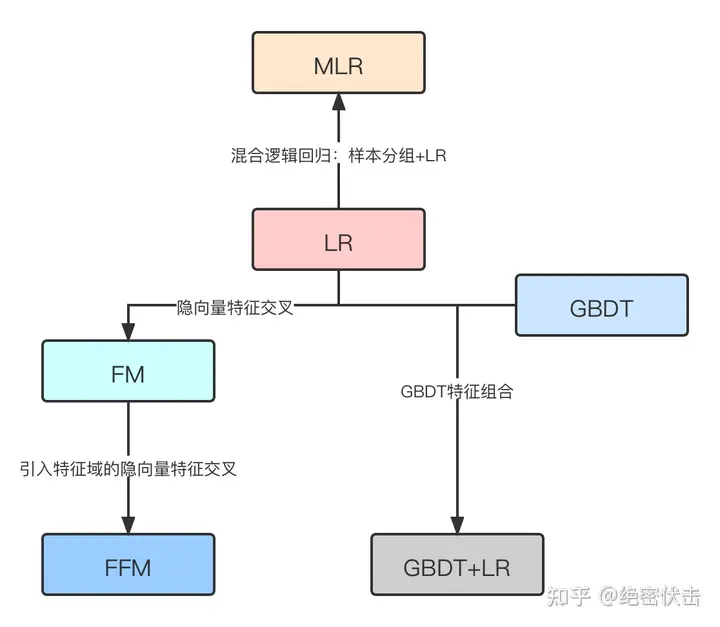 MLR
混合逻辑回归：样本分组+LR
LR
隐向量特征交叉
GBDT
FM
GBDT特征组合
引入特征域的隐向量特征交叉
FFM
GBDT+LR
知乎 @绝密伏击